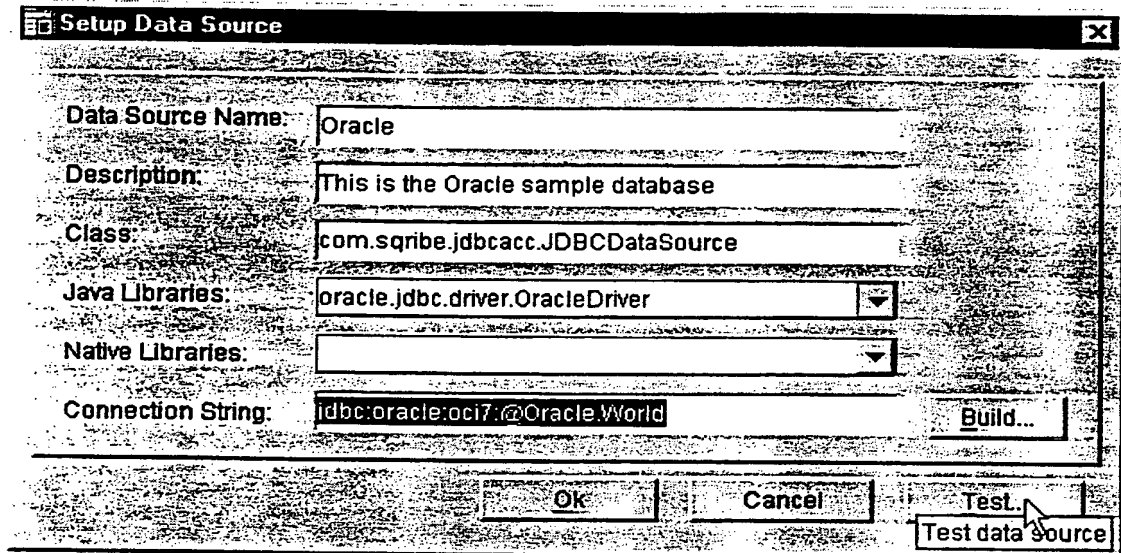 Setup Data Source
Data Source Name: Oracle
Description: This is the Oracle sample database
Class: com.sqribe.jdbcacc.JDBCDataSource
Java Libraries: oracle.jdbc.driver.OracleDriver
Native Libraries:
Connection String: jdbc:oracle:oci7:@Oracle.World Build...
Ok Cancel Test...
Test data source